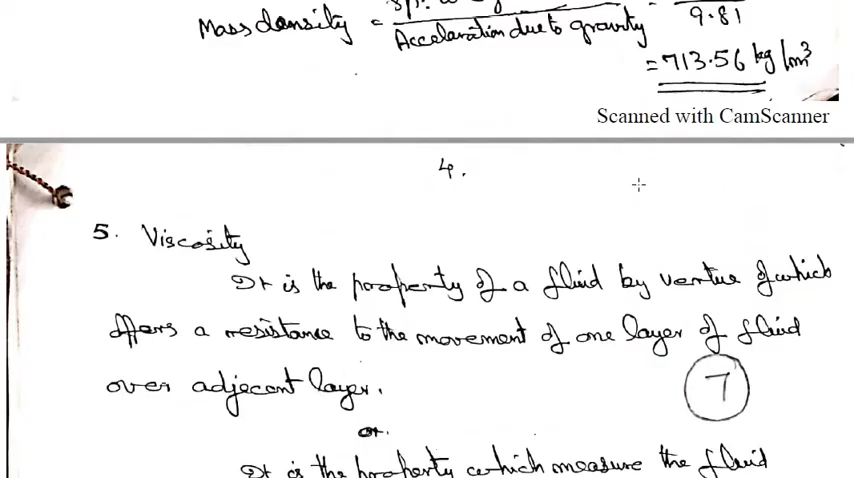 Mass density = Acceleration due to gravity 9.81
= 713.56 kg/m³
Scanned with CamScanner
4.
5. Viscosity
It is the property of a fluid by vertue of which
offers a resistance to the movement of one layer of fluid
over adjecent layer.
7
or.
It is the property which measure the fluid